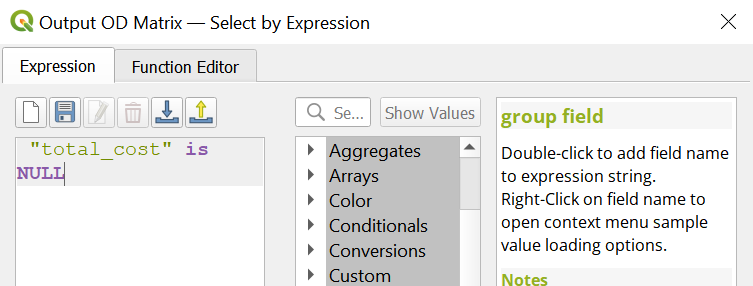 Output OD Matrix — Select by Expression
Expression
Function Editor
Se...
Show Values
"total_cost" is
NULL
Aggregates
Arrays
Color
Conditionals
Conversions
Custom
group field
Double-click to add field name
to expression string.
Right-Click on field name to
open context menu sample
value loading options.
Notes